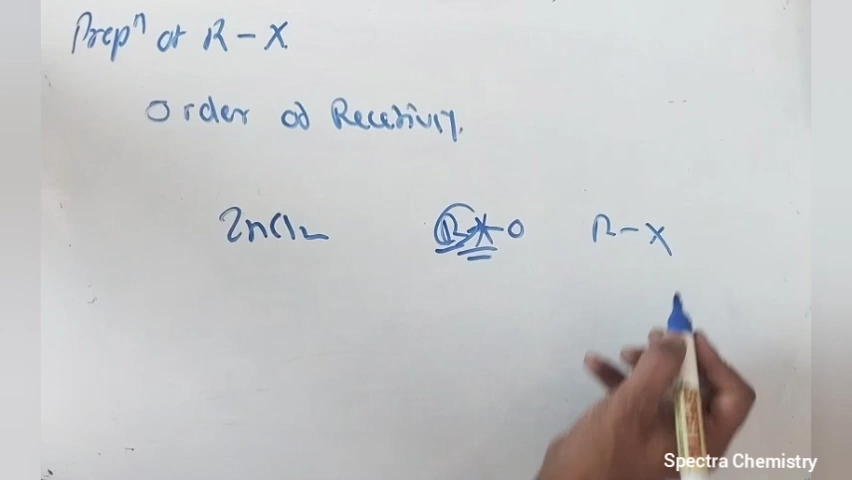 Prepⁿ of R - X
Order of Reactivity.
ZnCl₂ R - O R - X
Spectra Chemistry